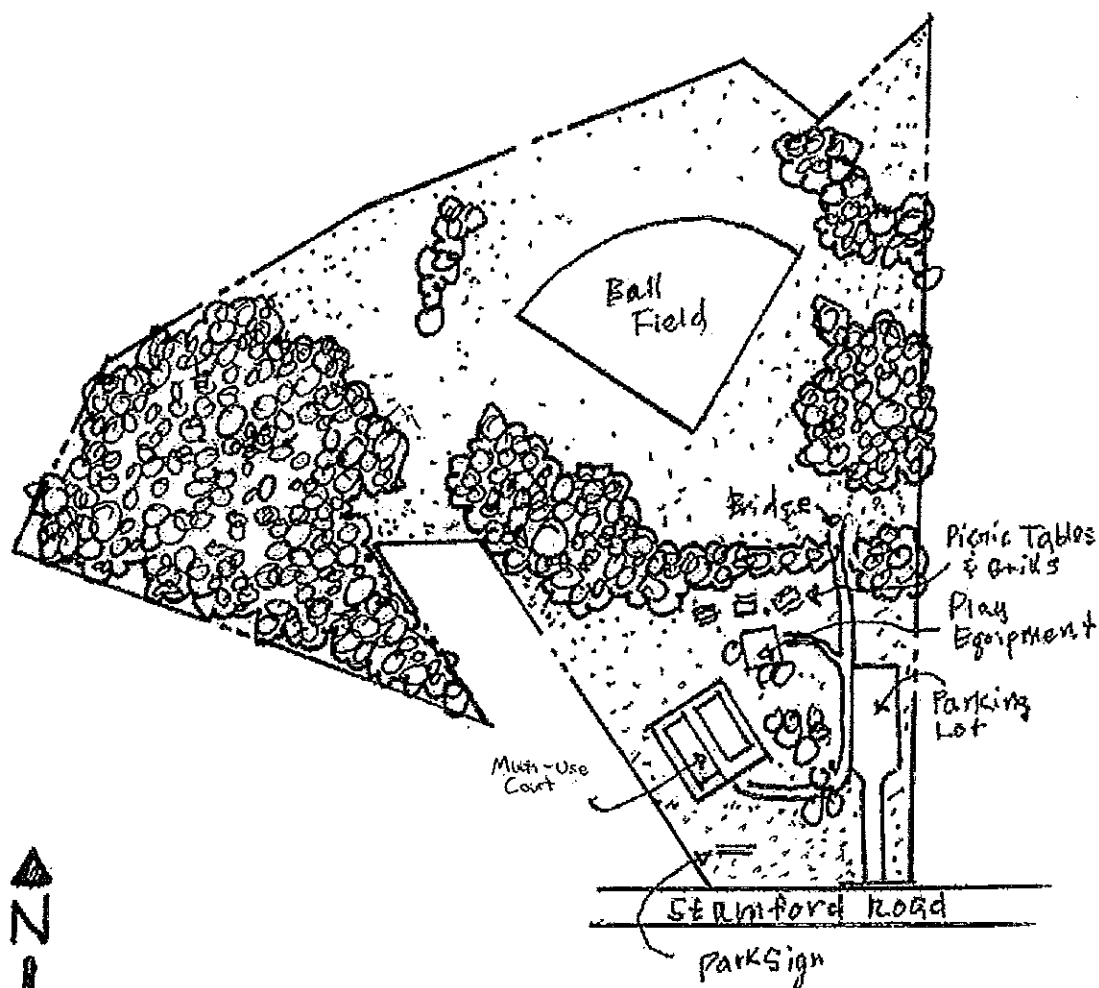 Ball
Field
Bridge
Picnic Tables
& Grills
Play
Equipment
Parking
Lot
Multi-Use
Court
Stamford Road
Park Sign
N